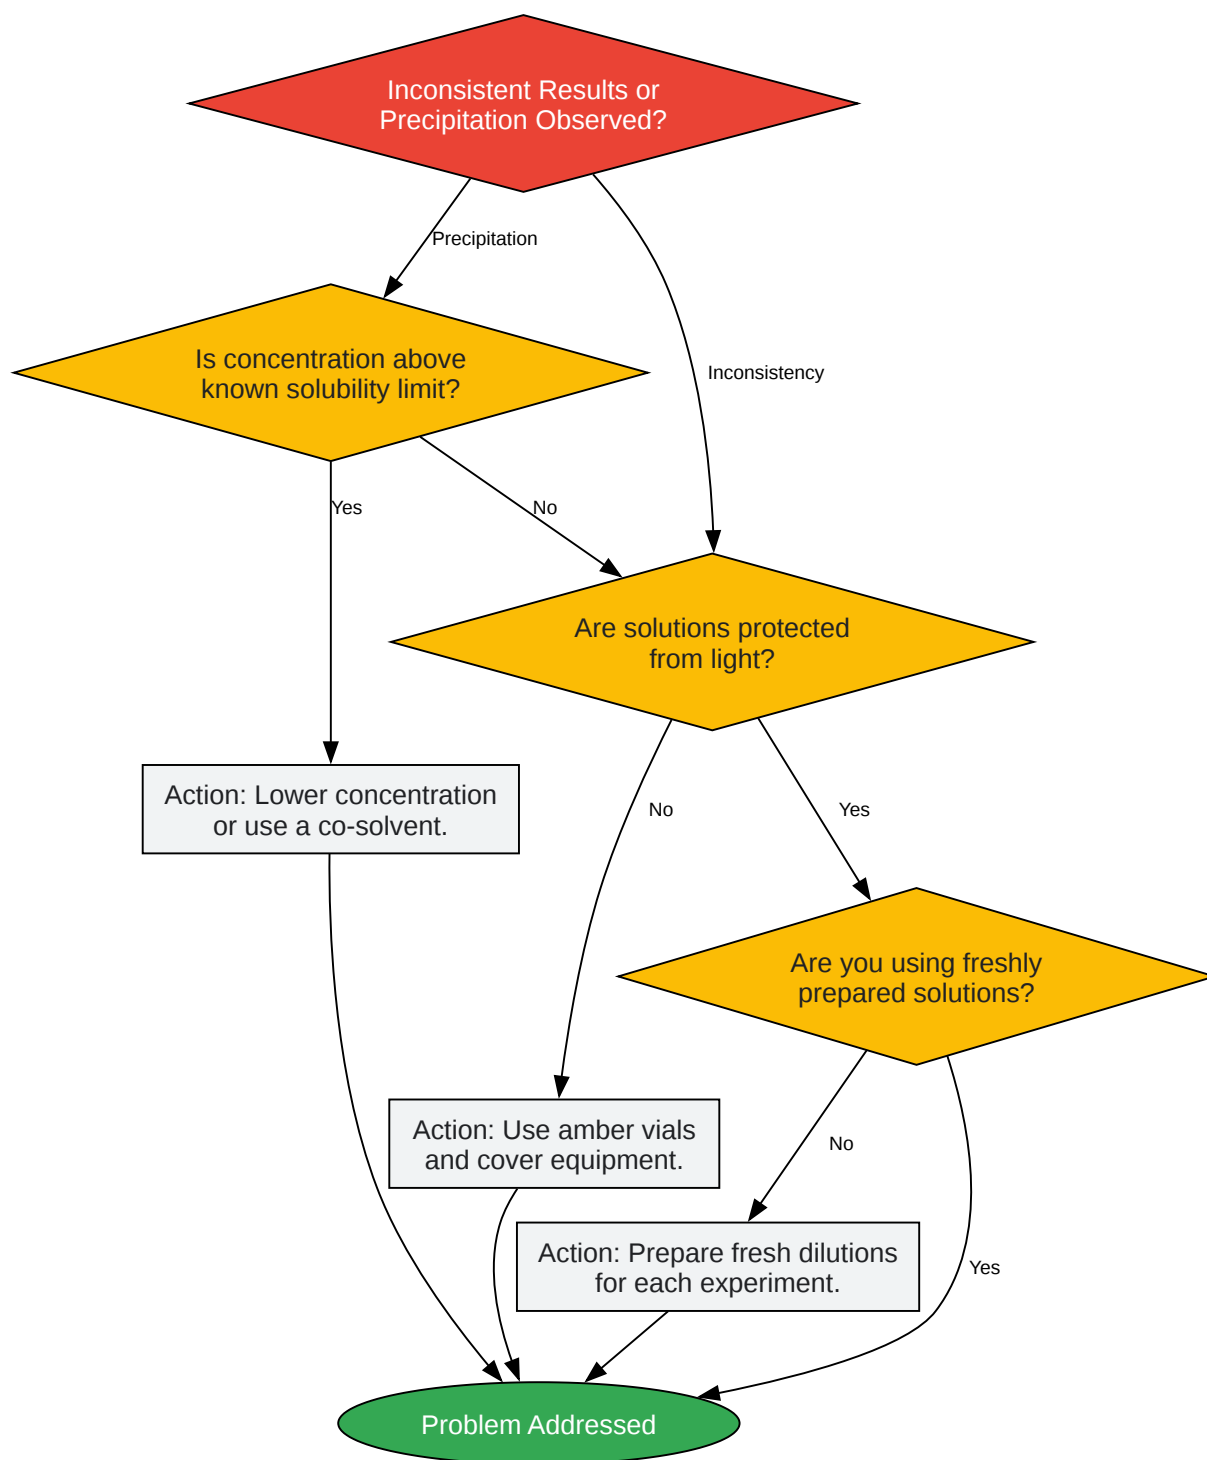 Inconsistent Results or
Precipitation Observed?
Precipitation
Is concentration above
known solubility limit?
Inconsistency
Yes
No
Are solutions protected
from light?
Action: Lower concentration
or use a co-solvent.
No
Yes
Are you using freshly
prepared solutions?
Action: Use amber vials
and cover equipment.
No
Action: Prepare fresh dilutions
for each experiment.
Yes
Problem Addressed